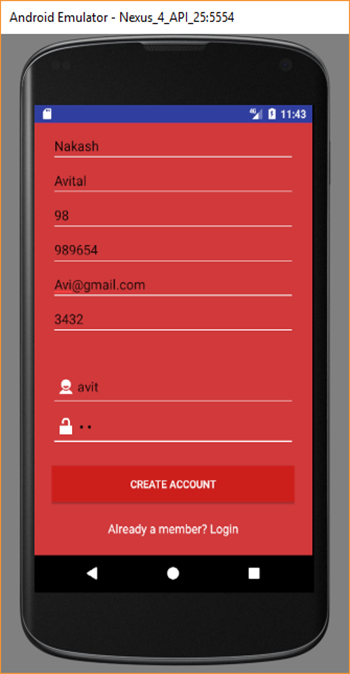 Android Emulator - Nexus_4_API_25:5554
4G 11:43
Nakash
Avital
98
989654
Avi@gmail.com
3432
avit
••
CREATE ACCOUNT
Already a member? Login